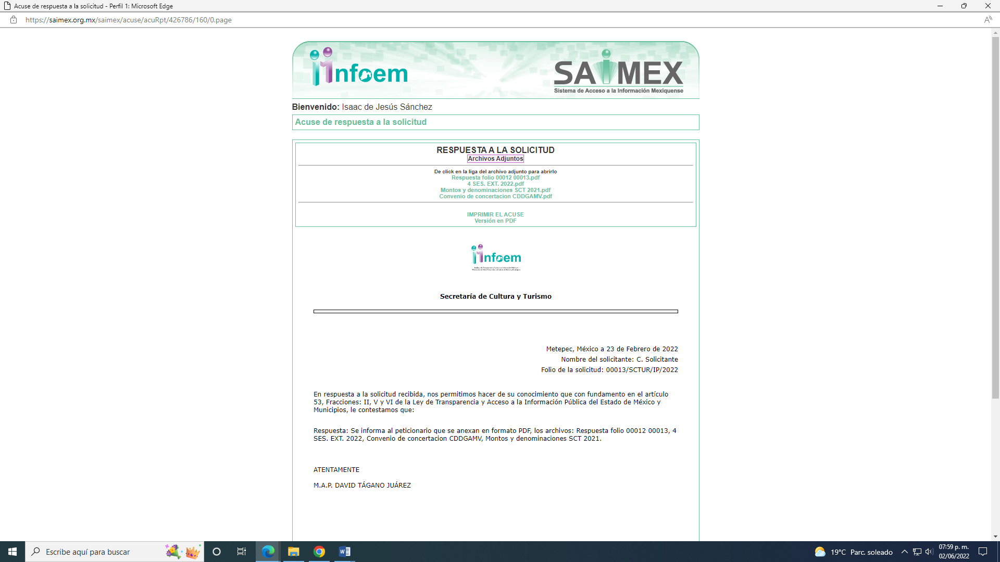 Acuse de respuesta a la solicitud - Perfil 1: Microsoft Edge
https://saimex.org.mx/saimex/acuse/acuRpt/426786/160/0.page
infoem
SAIMEX
Sistema de Acceso a la Información Mexiquense
Bienvenido: Isaac de Jesús Sánchez
Acuse de respuesta a la solicitud
RESPUESTA A LA SOLICITUD
Archivos Adjuntos
De click en la liga del archivo adjunto para abrirlo
Respuesta folio 00012 00013.pdf
4 SES. EXT. 2022.pdf
Montos y denominaciones SCT 2021.pdf
Convenio de concertacion CDDGAMV.pdf
IMPRIMIR EL ACUSE
Versión en PDF
infoem
Secretaría de Cultura y Turismo
Metepec, México a 23 de Febrero de 2022
Nombre del solicitante: C. Solicitante
Folio de la solicitud: 00013/SCTUR/IP/2022
En respuesta a la solicitud recibida, nos permitimos hacer de su conocimiento que con fundamento en el artículo
53, Fracciones: II, V y VI de la Ley de Transparencia y Acceso a la Información Pública del Estado de México y
Municipios, le contestamos que:
Respuesta: Se informa al peticionario que se anexan en formato PDF, los archivos: Respuesta folio 00012 00013, 4
SES. EXT. 2022, Convenio de concertacion CDDGAMV, Montos y denominaciones SCT 2021.
ATENTAMENTE
M.A.P. DAVID TÁGANO JUÁREZ
Escribe aquí para buscar
19°C Parc. soleado
07:59 p. m.
02/06/2022